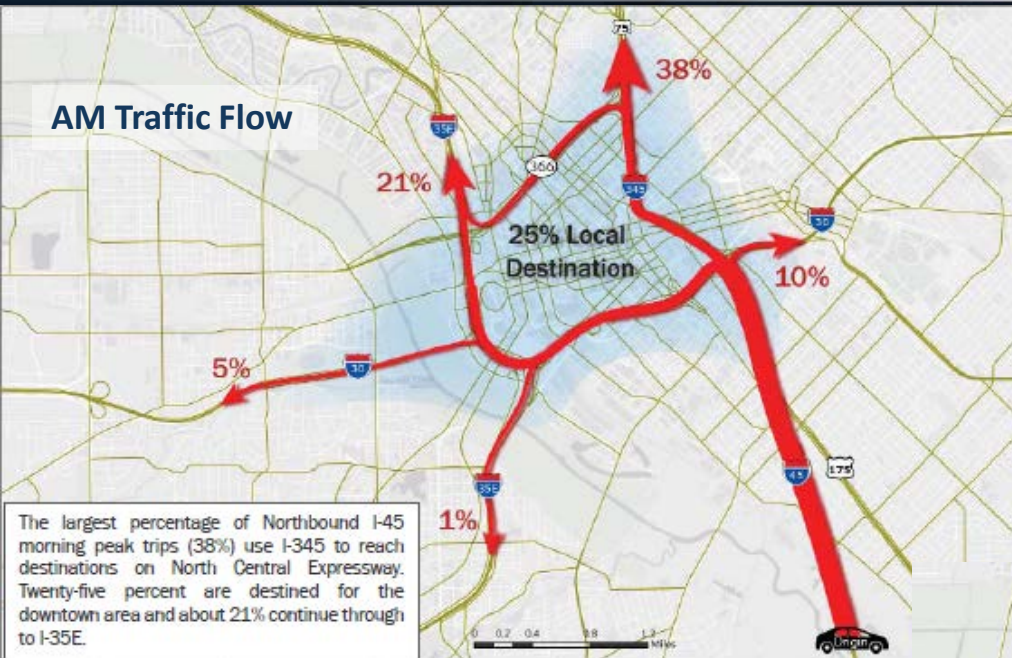 AM Traffic Flow
75
38%
35E
366
21%
345
25% Local
Destination
30
10%
5%
30
35E
1%
45
175
The largest percentage of Northbound I-45
morning peak trips (38%) use I-345 to reach
destinations on North Central Expressway.
Twenty-five percent are destined for the
downtown area and about 21% continue through
to I-35E.
0 0.2 0.4 0.8 1.2
Miles
Origin